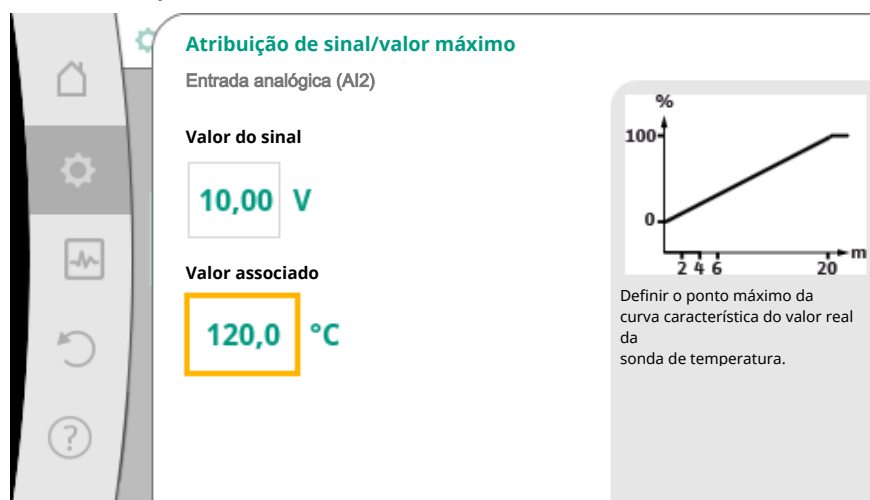 Atribuição de sinal/valor máximo
Entrada analógica (AI2)
Valor do sinal
10,00 V
Valor associado
120,0 °C
%
100
0
2 4 6 20 m
Definir o ponto máximo da
curva característica do valor real
da
sonda de temperatura.
?